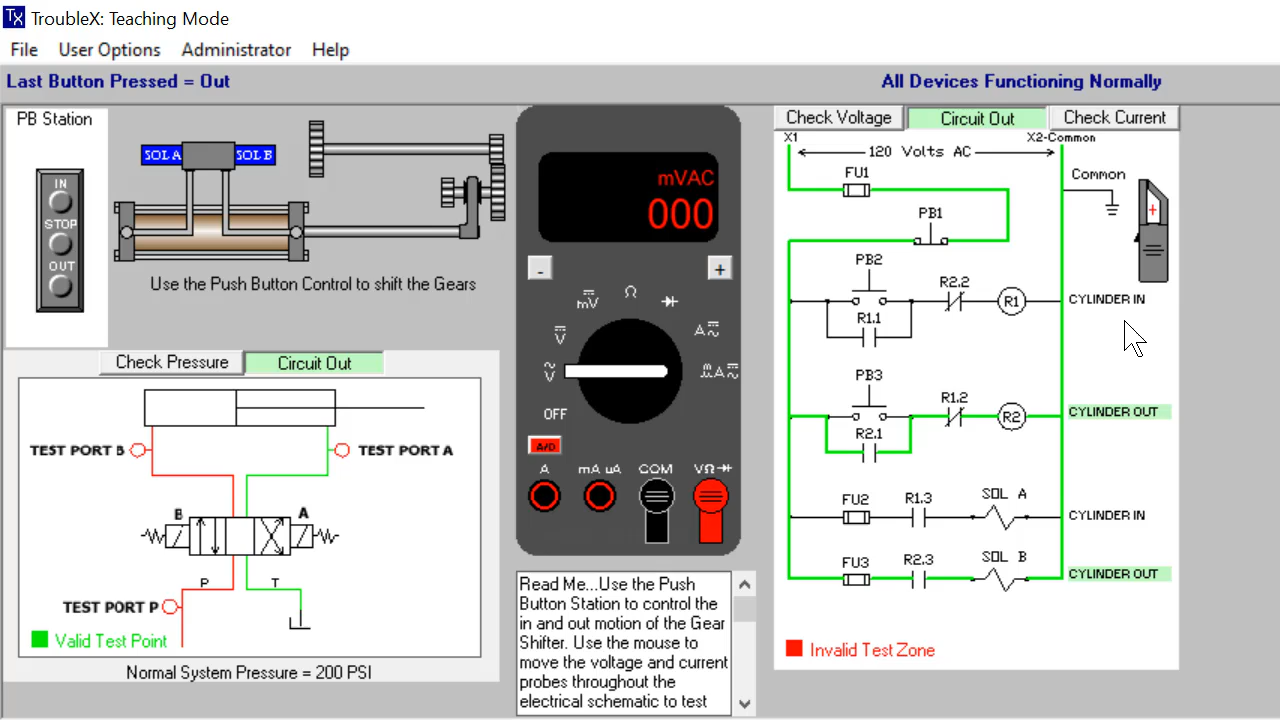 TX TroubleX: Teaching Mode
File User Options Administrator Help
Last Button Pressed = Out
All Devices Functioning Normally
PB Station
IN
STOP
OUT
SOL A SOL B
Use the Push Button Control to shift the Gears
Check Pressure Circuit Out
TEST PORT B
TEST PORT A
B A
P T
TEST PORT P
Valid Test Point
Normal System Pressure = 200 PSI
mVAC
000
- +
mV Ω
V A
V mA
OFF
A/D
A mA uA COM VΩ
Read Me...Use the Push
Button Station to control the
in and out motion of the Gear
Shifter. Use the mouse to
move the voltage and current
probes throughout the
electrical schematic to test
Check Voltage Circuit Out Check Current
X1 X2-Common
120 Volts AC
FU1 Common
PB1
PB2 R2.2
R1 CYLINDER IN
R1.1
PB3 R1.2
R2 CYLINDER OUT
R2.1
FU2 R1.3 SOL A
CYLINDER IN
FU3 R2.3 SOL B
CYLINDER OUT
Invalid Test Zone